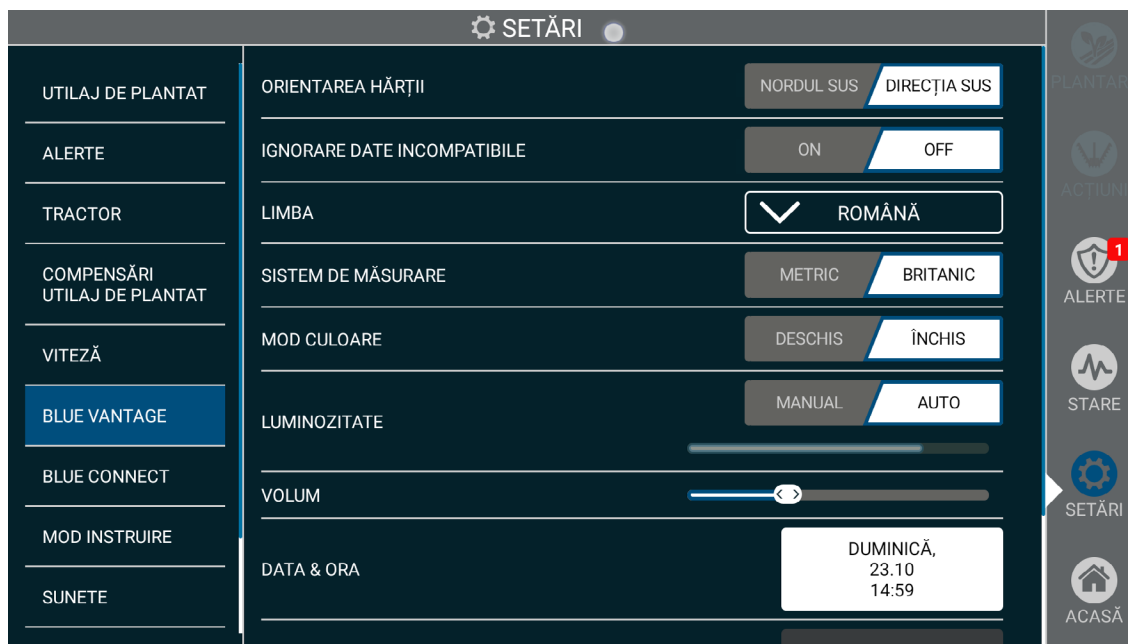 SETĂRI
UTILAJ DE PLANTAT
ALERTE
TRACTOR
COMPENSĂRI
UTILAJ DE PLANTAT
VITEZĂ
BLUE VANTAGE
BLUE CONNECT
MOD INSTRUIRE
SUNETE
ORIENTAREA HĂRȚII
NORDUL SUS
DIRECȚIA SUS
IGNORARE DATE INCOMPATIBILE
ON
OFF
LIMBA
ROMÂNĂ
SISTEM DE MĂSURARE
METRIC
BRITANIC
MOD CULOARE
DESCHIS
ÎNCHIS
LUMINOZITATE
MANUAL
AUTO
VOLUM
DATA & ORA
DUMINICĂ,
23.10
14:59
PLANTAR
ACȚIUNI
1
ALERTE
STARE
SETĂRI
ACASĂ